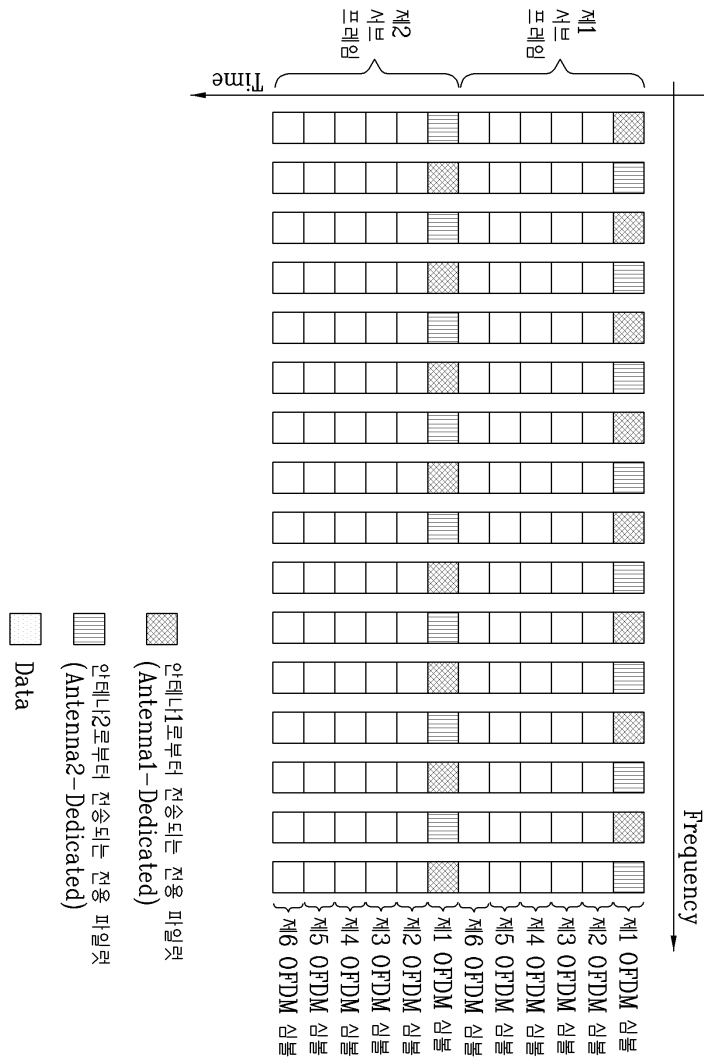 Frequency
Time
제1
서브
프레임
제2
서브
프레임
제1 OFDM 심볼
제2 OFDM 심볼
제3 OFDM 심볼
제4 OFDM 심볼
제5 OFDM 심볼
제6 OFDM 심볼
제1 OFDM 심볼
제2 OFDM 심볼
제3 OFDM 심볼
제4 OFDM 심볼
제5 OFDM 심볼
제6 OFDM 심볼
안테나1로부터 전송되는 전용 파일럿
(Antenna1-Dedicated)
안테나2로부터 전송되는 전용 파일럿
(Antenna2-Dedicated)
Data